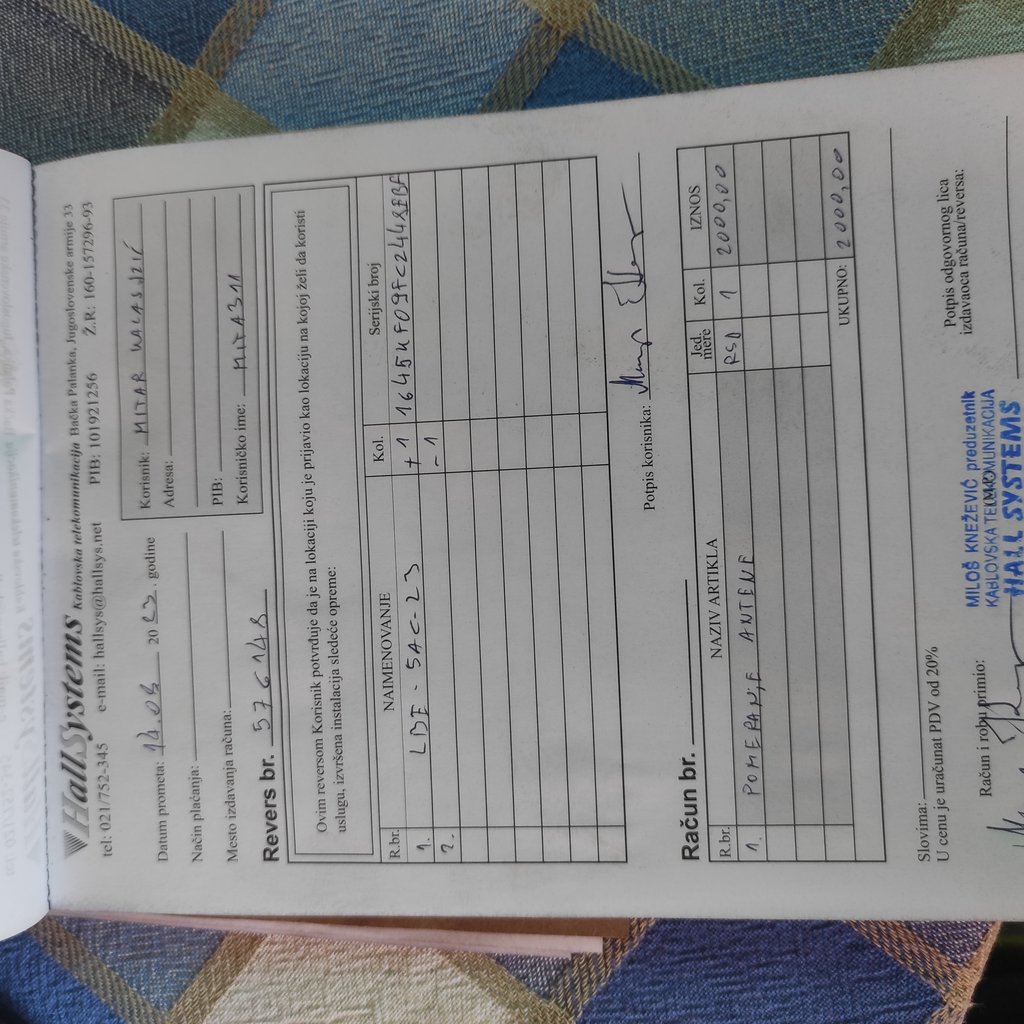 HallSystems Kablovska telekomunikacija Bačka Palanka, Jugoslovenske armije 33
tel: 021/752-345 e-mail: hallsys@hallsys.net PIB: 101921256 Ž.R: 160-157296-93
Datum prometa: 2023. godine
Način plaćanja:
Mesto izdavanja računa:
Korisnik: MITAR
Adresa:
PIB:
Korisničko ime: MITA311
Revers br. 576148
Ovim reversom Korisnik potvrđuje da je na lokaciji koju je prijavio kao lokaciju na kojoj želi da koristi
uslugu, izvršena instalacija sledeće opreme:
R.br. NAIMENOVANJE Kol. Serijski broj
1. LBE-5AC-23 +1
2. -1
Potpis korisnika:
Račun br.
R.br. NAZIV ARTIKLA Jed. mere Kol. IZNOS
1. POMERANJE ANTENE RSD 1 2000,00
UKUPNO: 2000,00
Slovima:
U cenu je uračunat PDV od 20%
Račun i robu primio:
Potpis odgovornog lica
izdavaoca računa/reversa:
MILOŠ KNEŽEVIĆ preduzetnik
KABLOVSKA TELEKOMUNIKACIJA
HALL SYSTEMS